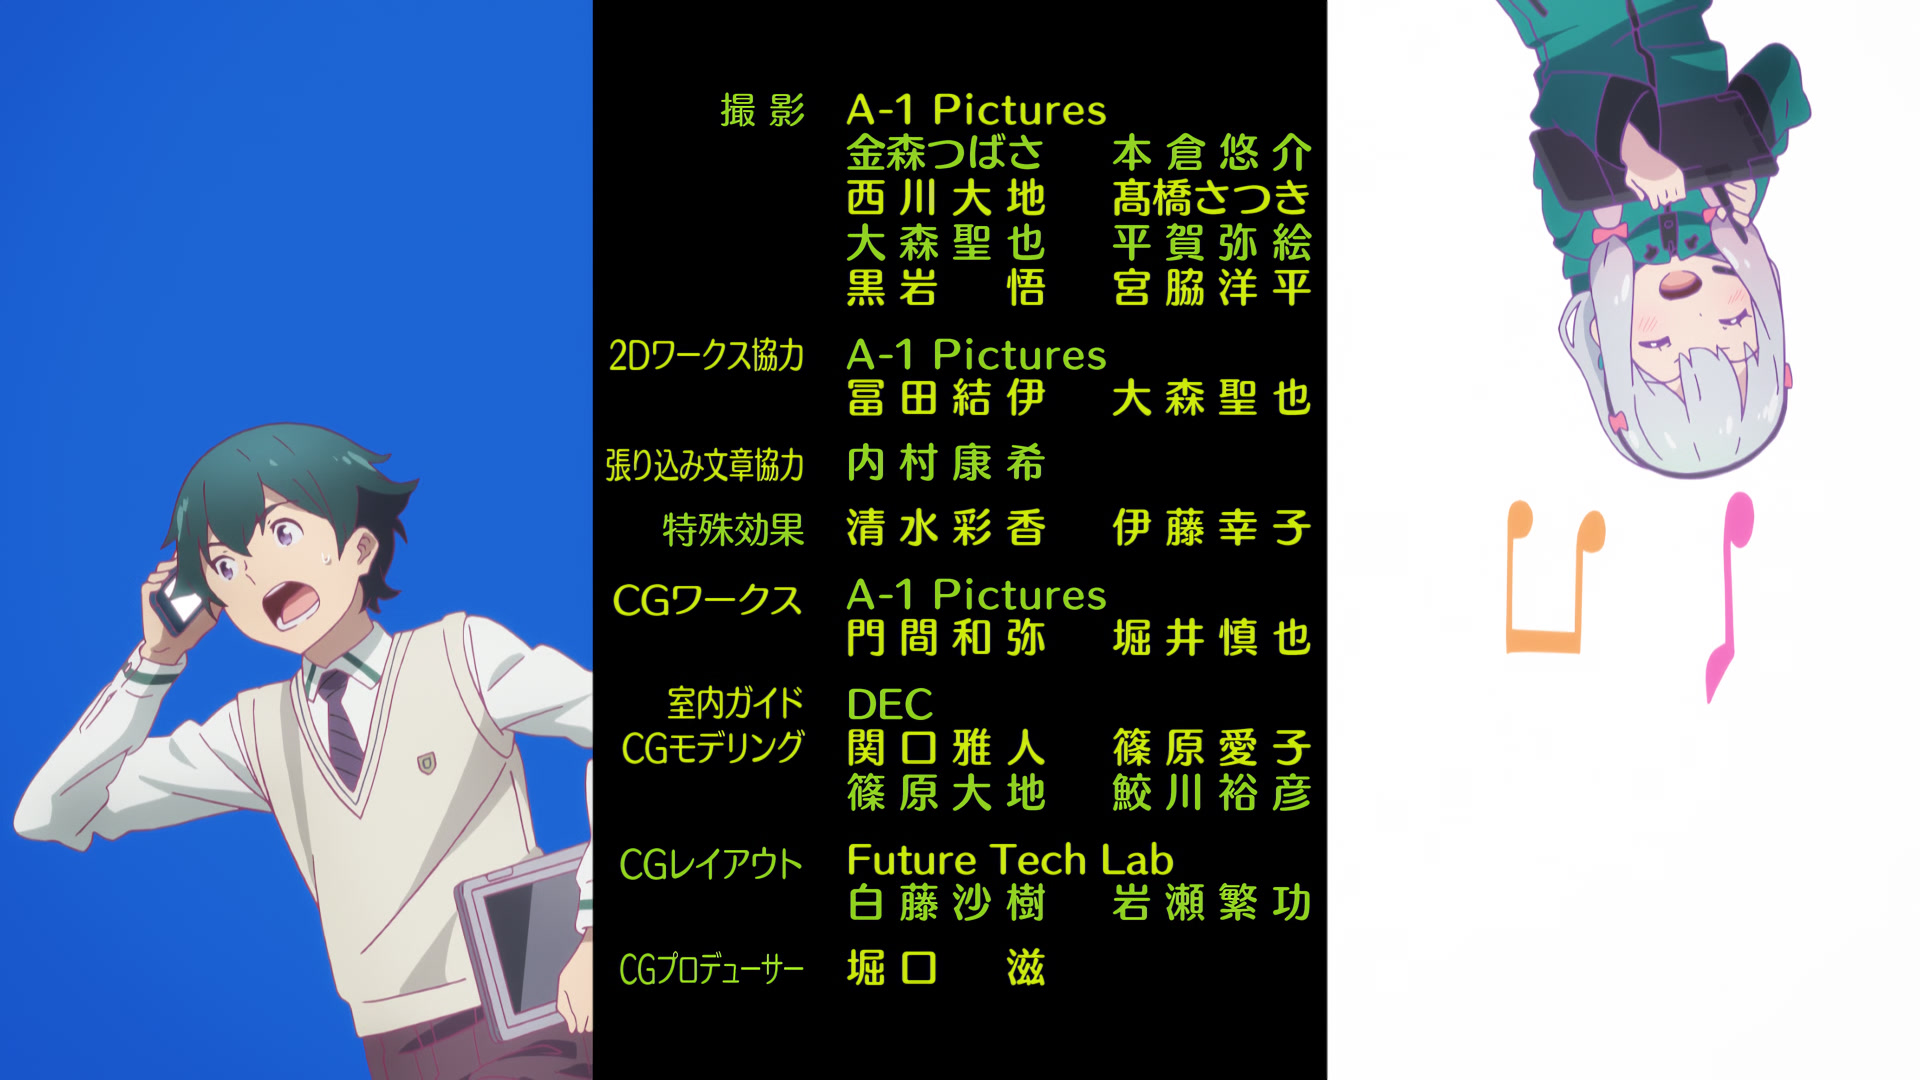 撮影 A-1 Pictures
金森つばさ 本倉悠介
西川大地 髙橋さつき
大森聖也 平賀弥絵
黒岩 悟 宮脇洋平
2Dワークス協力 A-1 Pictures
冨田結伊 大森聖也
張り込み文章協力 内村康希
特殊効果 清水彩香 伊藤幸子
CGワークス A-1 Pictures
門間和弥 堀井慎也
室内ガイド DEC
CGモデリング 関口雅人 篠原愛子
篠原大地 鮫川裕彦
CGレイアウト Future Tech Lab
白藤沙樹 岩瀬繁功
CGプロデューサー 堀口 滋